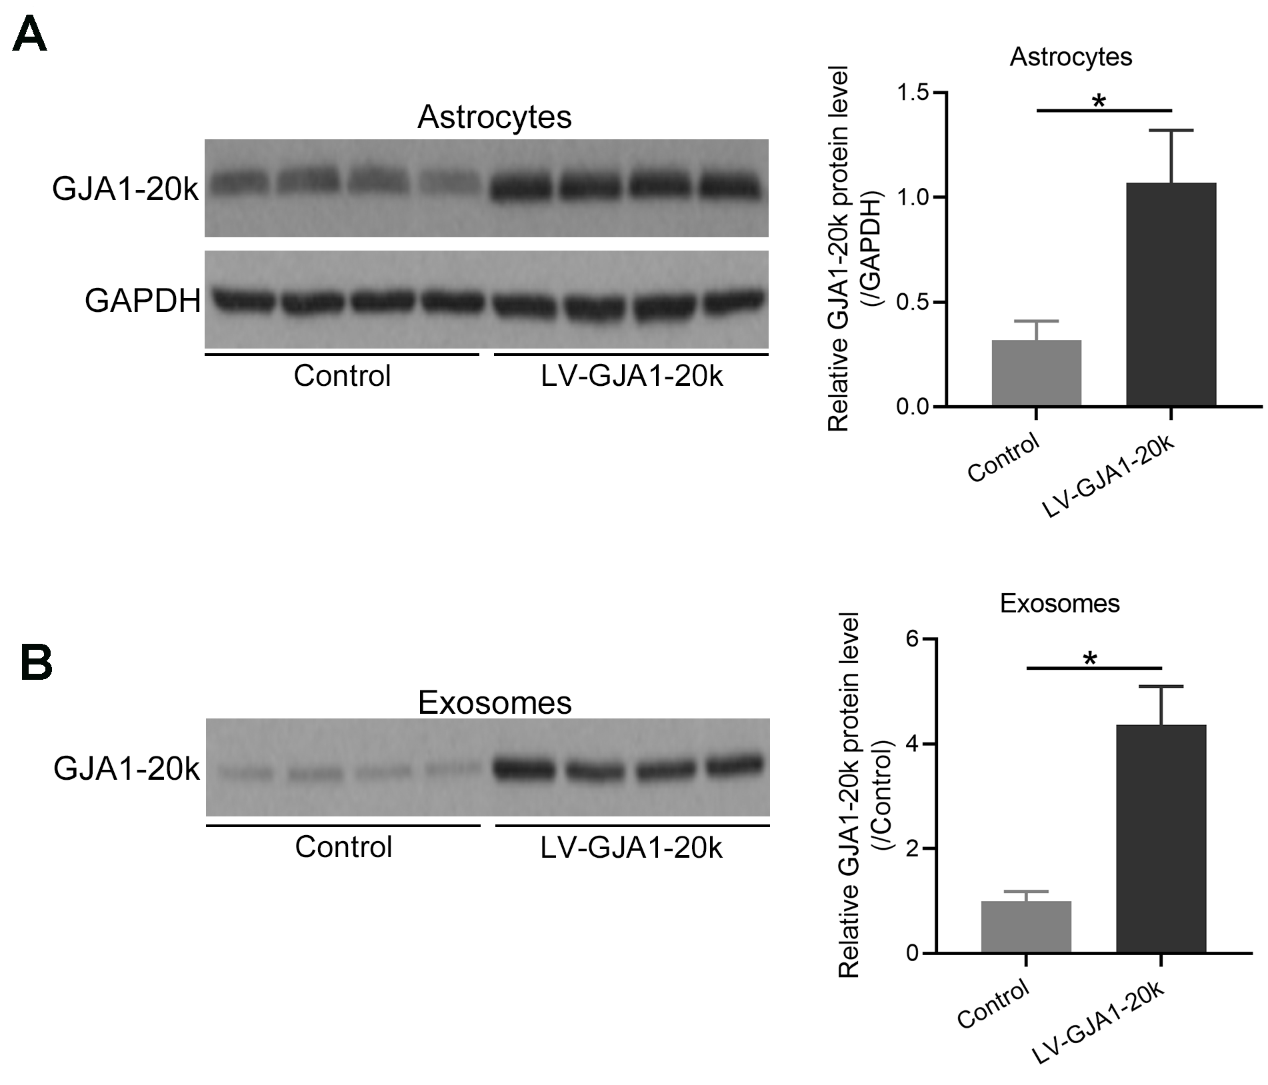 A
Astrocytes
GJA1-20k
GAPDH
Control
LV-GJA1-20k
Astrocytes
Relative GJA1-20k protein level
(/GAPDH)
1.5
1.0
0.5
0.0
*
Control
LV-GJA1-20k
B
Exosomes
GJA1-20k
Control
LV-GJA1-20k
Exosomes
Relative GJA1-20k protein level
(/Control)
6
4
2
0
*
Control
LV-GJA1-20k